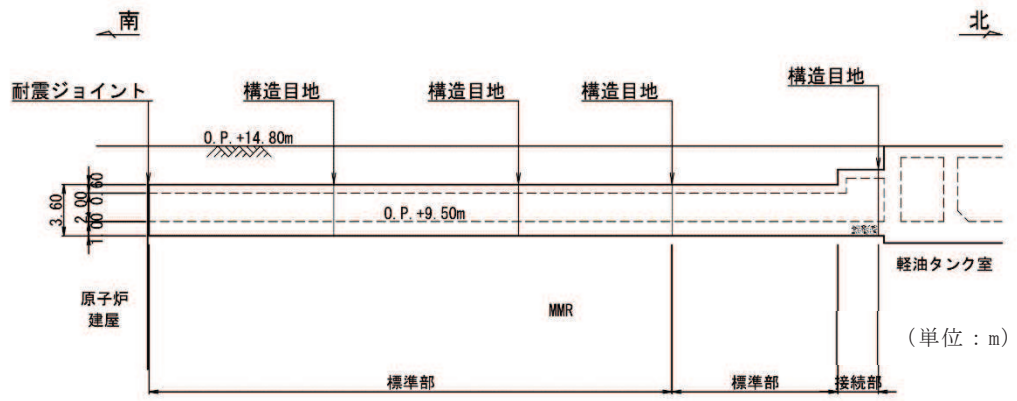 南
北
耐震ジョイント
構造目地
構造目地
構造目地
構造目地
O.P.+14.80m
3.60
0.60
2.00
1.00
O.P.+9.50m
原子炉
建屋
MMR
軽油タンク室
(単位:m)
標準部
標準部
接続部